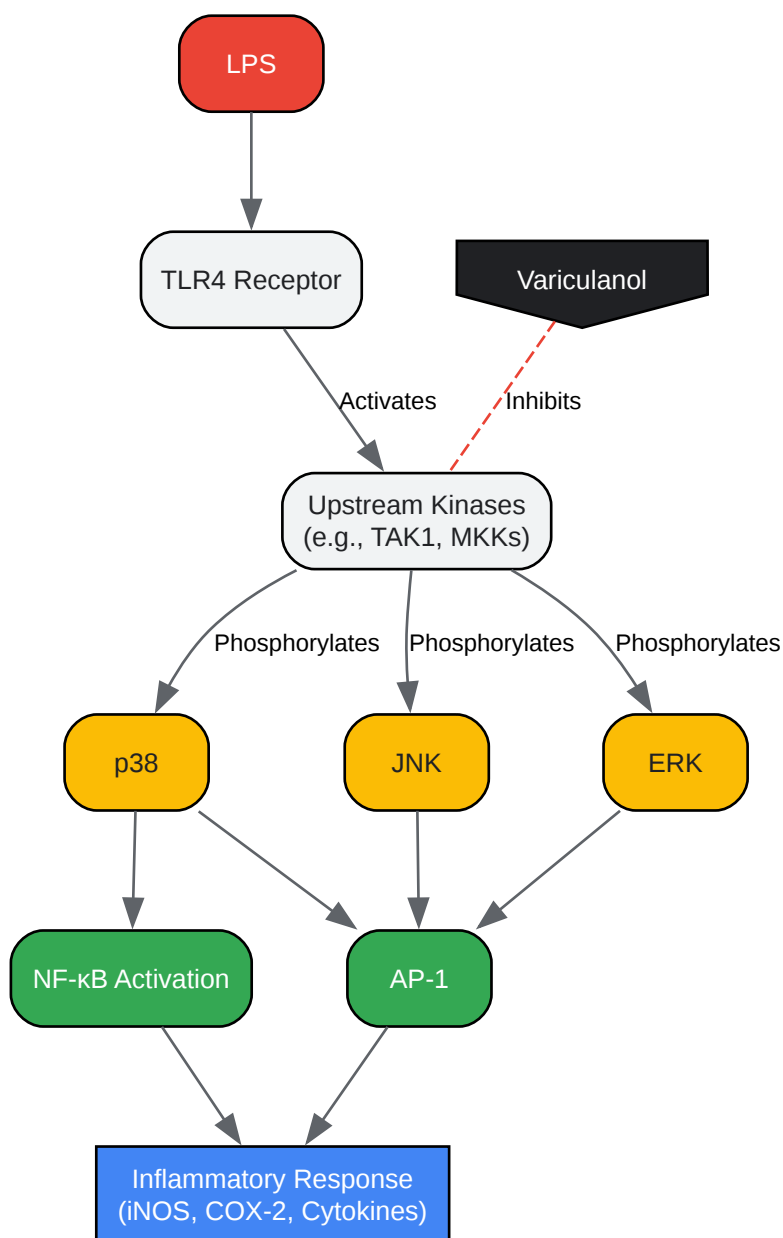 LPS
TLR4 Receptor
Variculanol
Activates
Inhibits
Upstream Kinases
(e.g., TAK1, MKKs)
Phosphorylates
Phosphorylates
Phosphorylates
p38
JNK
ERK
NF-κB Activation
AP-1
Inflammatory Response
(iNOS, COX-2, Cytokines)